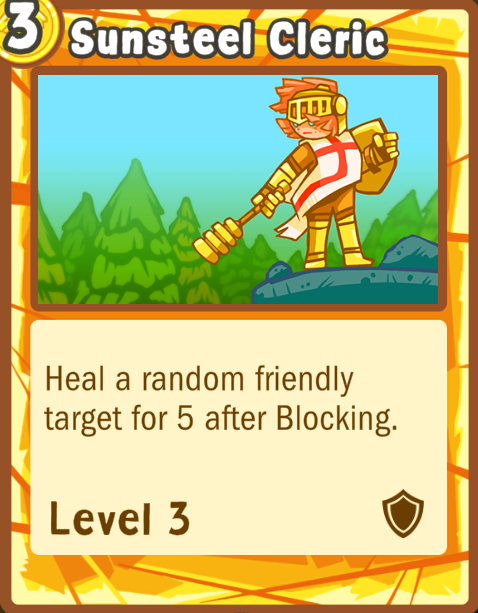 3
Sunsteel Cleric
Heal a random friendly
target for 5 after Blocking.
Level 3